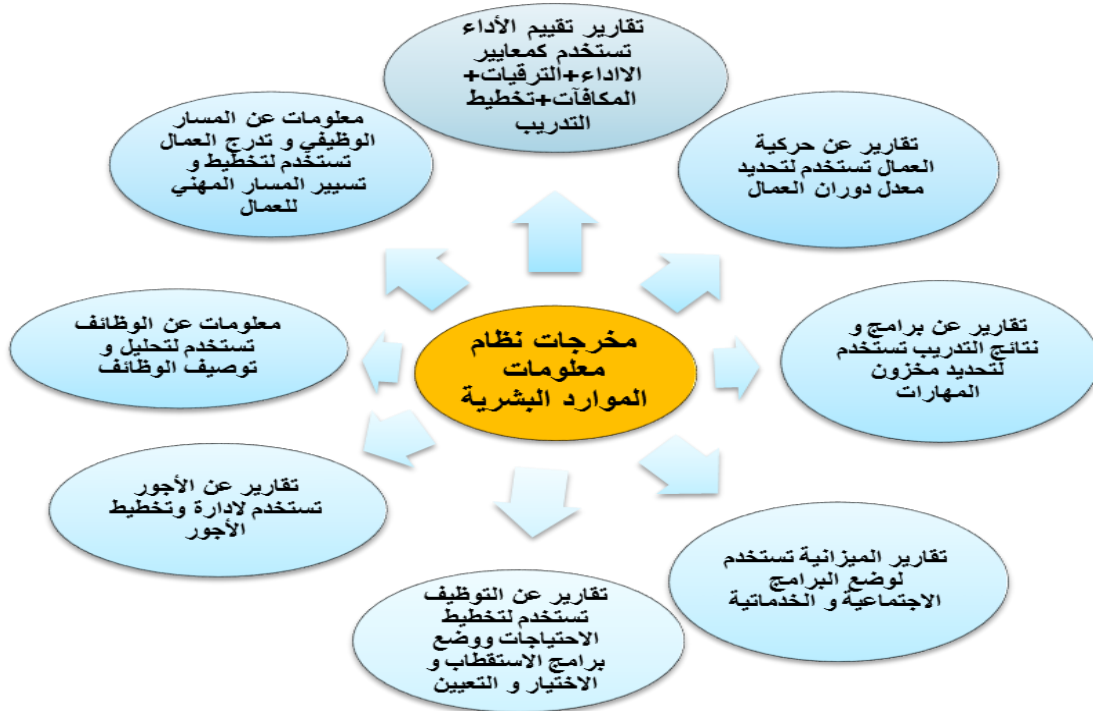 تقارير تقييم الأداء
تستخدم كمعايير
الااداء+الترقيات+
المكافآت+تخطيط
التدريب
تقارير عن حركية
العمال تستخدم لتحديد
معدل دوران العمال
تقارير عن برامج و
نتائج التدريب تستخدم
لتحديد مخزون
المهارات
تقارير الميزانية تستخدم
لوضع البرامج
الاجتماعية و الخدماتية
تقارير عن التوظيف
تستخدم لتخطيط
الاحتياجات ووضع
برامج الاستقطاب و
الاختيار و التعيين
تقارير عن الأجور
تستخدم لادارة وتخطيط
الأجور
معلومات عن الوظائف
تستخدم لتحليل و
توصيف الوظائف
معلومات عن المسار
الوظيفي و تدرج العمال
تستخدم لتخطيط و
تسيير المسار المهني
للعمال
مخرجات نظام
معلومات
الموارد البشرية